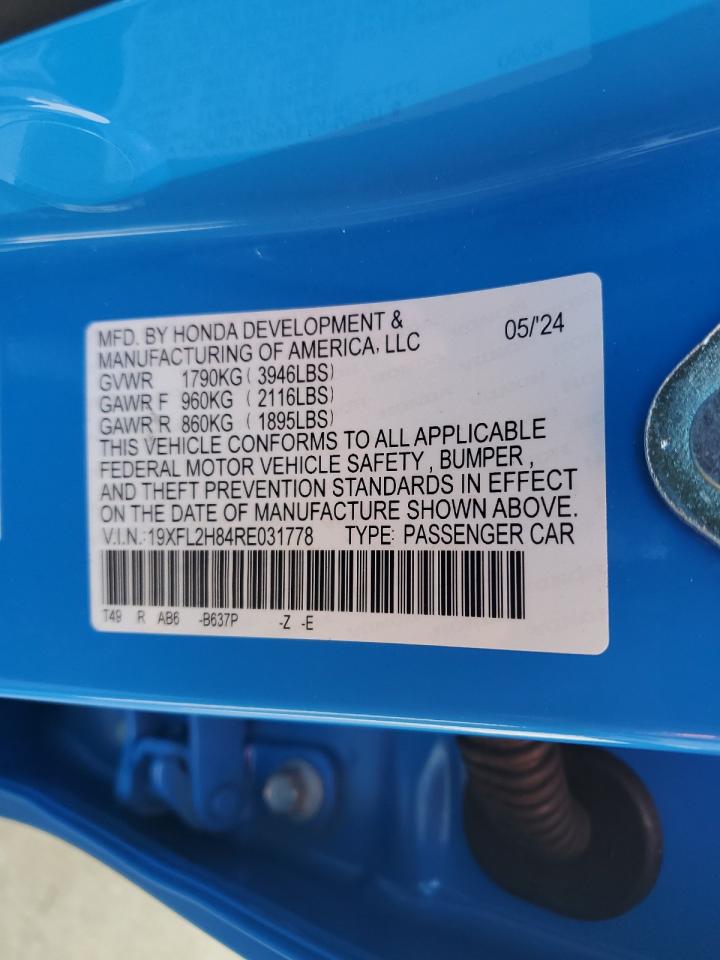 MFD. BY HONDA DEVELOPMENT &
MANUFACTURING OF AMERICA, LLC 05/'24
GVWR 1790KG ( 3946LBS)
GAWR F 960KG ( 2116LBS)
GAWR R 860KG ( 1895LBS)
THIS VEHICLE CONFORMS TO ALL APPLICABLE
FEDERAL MOTOR VEHICLE SAFETY , BUMPER ,
AND THEFT PREVENTION STANDARDS IN EFFECT
ON THE DATE OF MANUFACTURE SHOWN ABOVE.
V.I.N.:19XFL2H84RE031778 TYPE: PASSENGER CAR
T49 R AB6 -B637P -Z -E